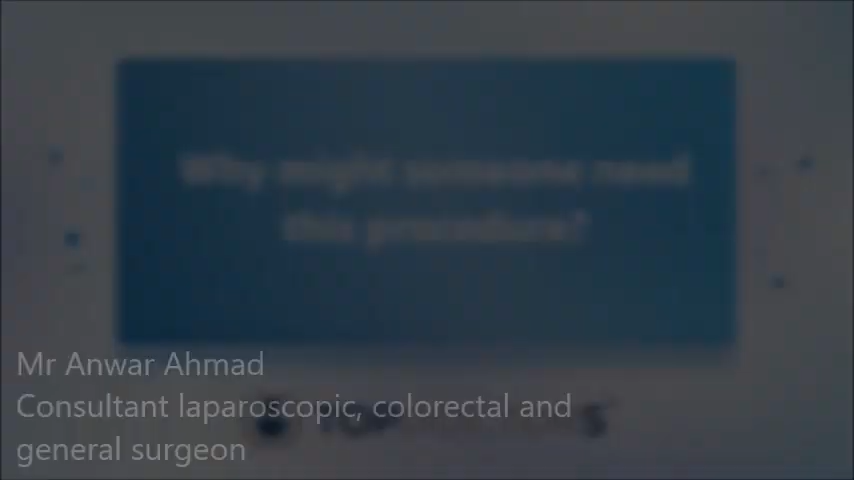 Why might someone need
this procedure?
Mr Anwar Ahmad
Consultant laparoscopic, colorectal and
general surgeon